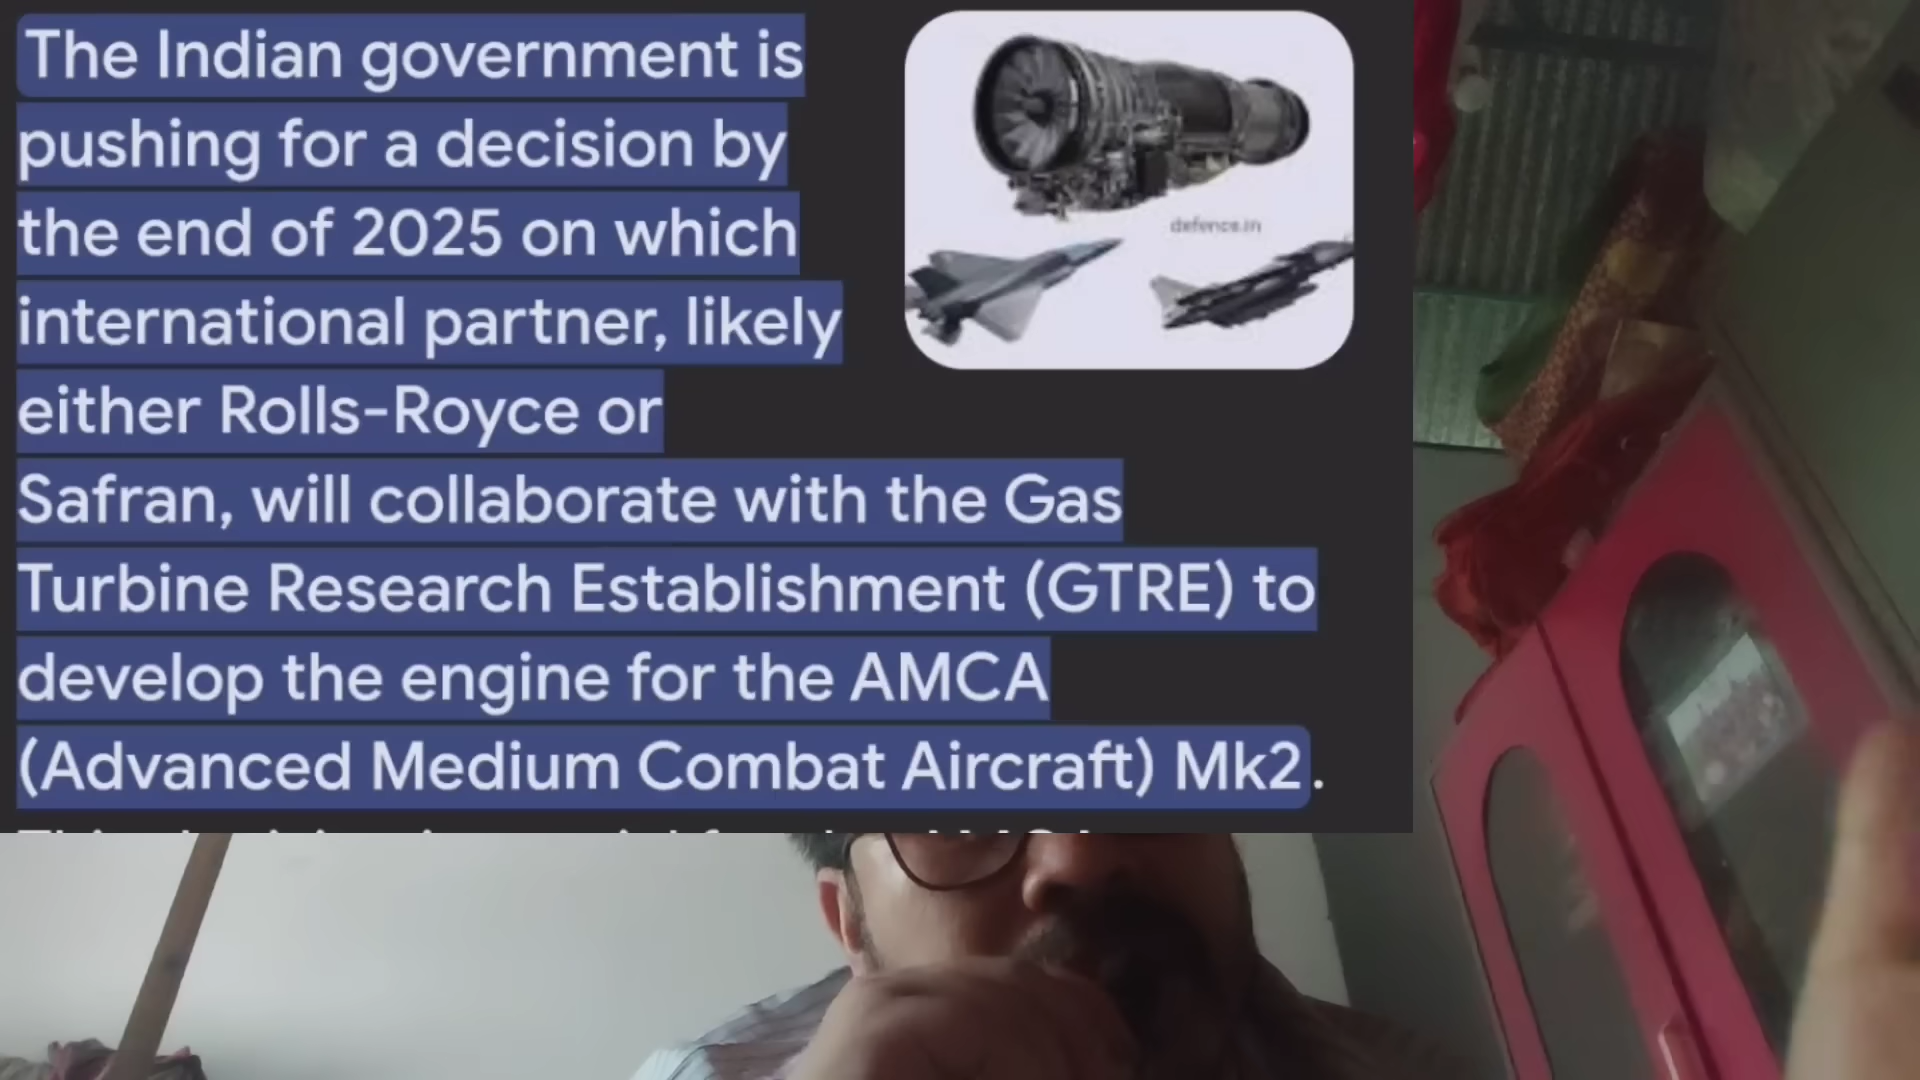 The Indian government is
pushing for a decision by
the end of 2025 on which
international partner, likely
either Rolls-Royce or
Safran, will collaborate with the Gas
Turbine Research Establishment (GTRE) to
develop the engine for the AMCA
(Advanced Medium Combat Aircraft) Mk2.
defence.in